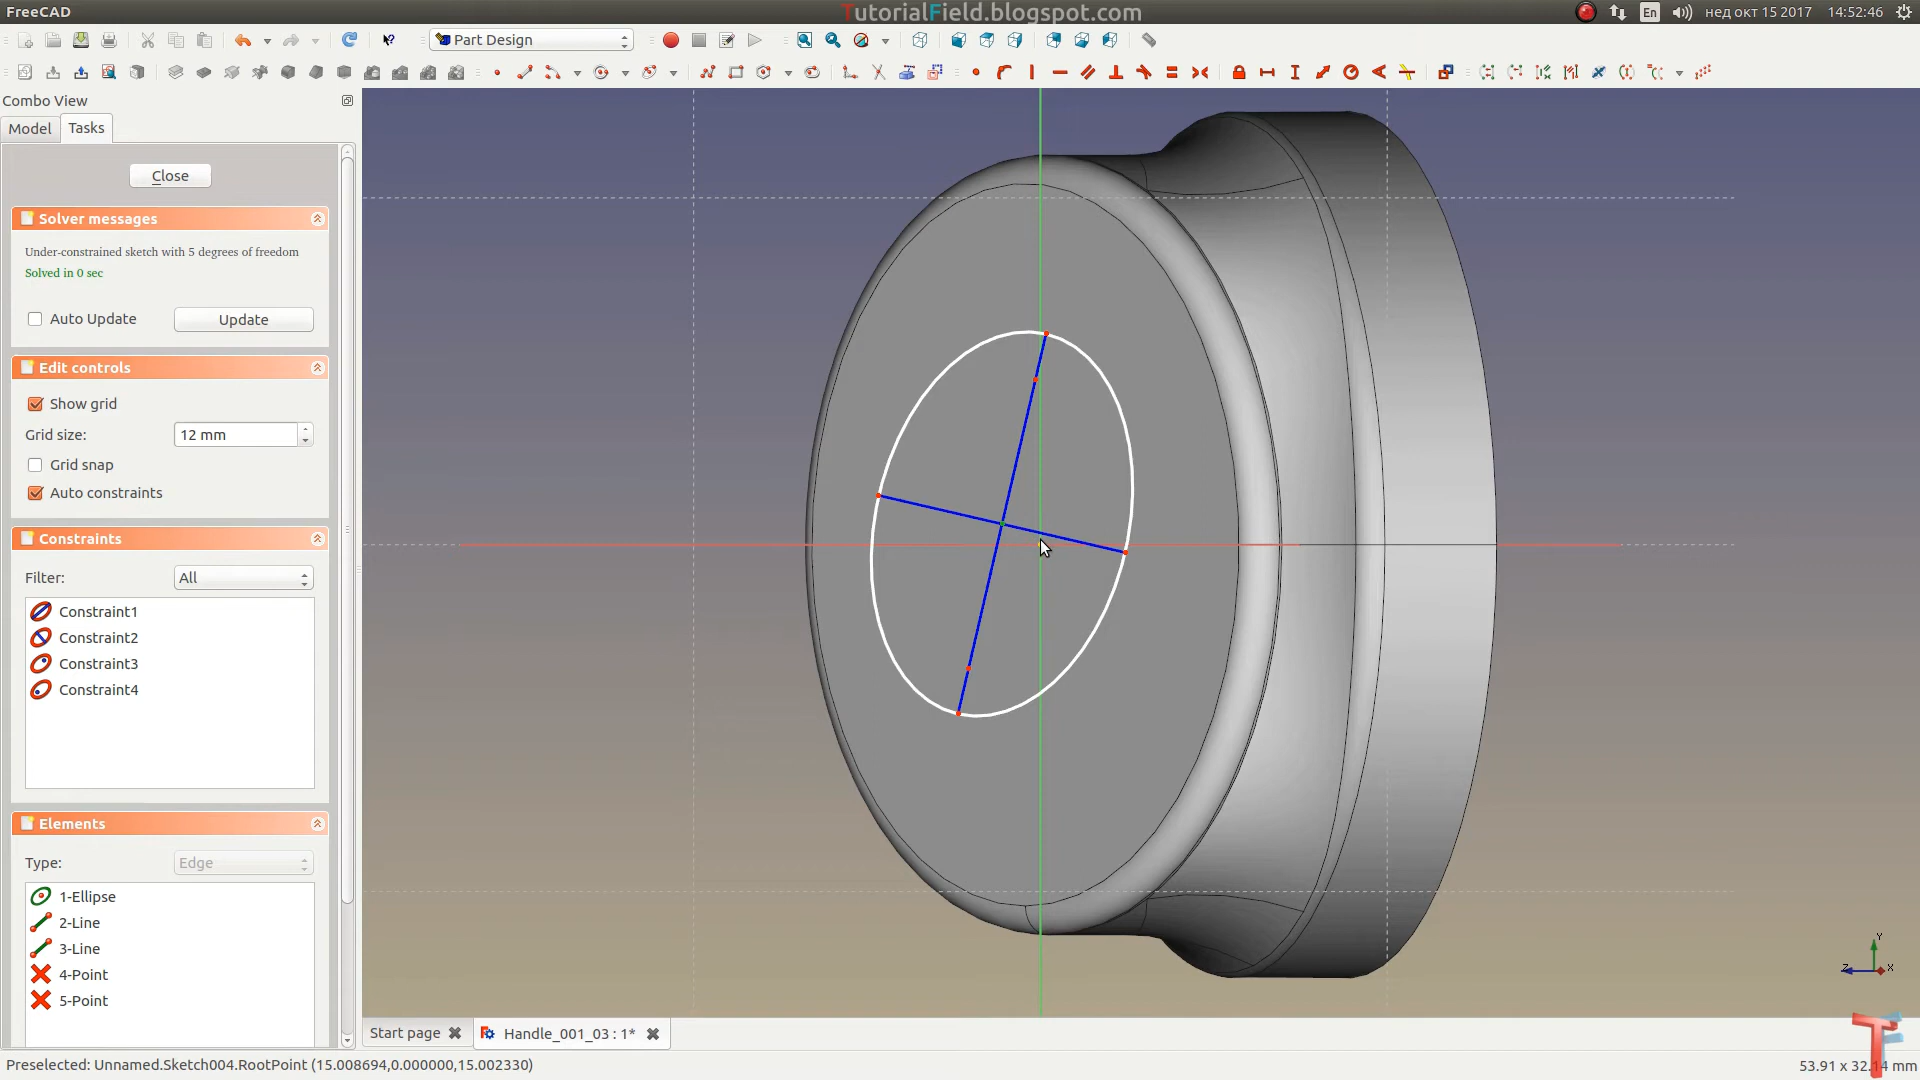 FreeCAD
TutorialField.blogspot.com
En
нед окт 15 2017
14:52:46
Part Design
Combo View
Model
Tasks
Close
Solver messages
Under-constrained sketch with 5 degrees of freedom
Solved in 0 sec
Auto Update
Update
Edit controls
Show grid
Grid size:
12 mm
Grid snap
Auto constraints
Constraints
Filter:
All
Constraint1
Constraint2
Constraint3
Constraint4
Elements
Type:
Edge
1-Ellipse
2-Line
3-Line
4-Point
5-Point
Y
Z
X
Start page
Handle_001_03 : 1*
Preselected: Unnamed.Sketch004.RootPoint (15.008694,0.000000,15.002330)
53.91 x 32.14 mm